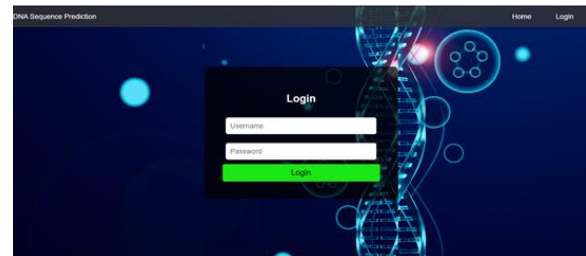 DNA Sequence Prediction
Home
Login
Login
Username
Password
Login